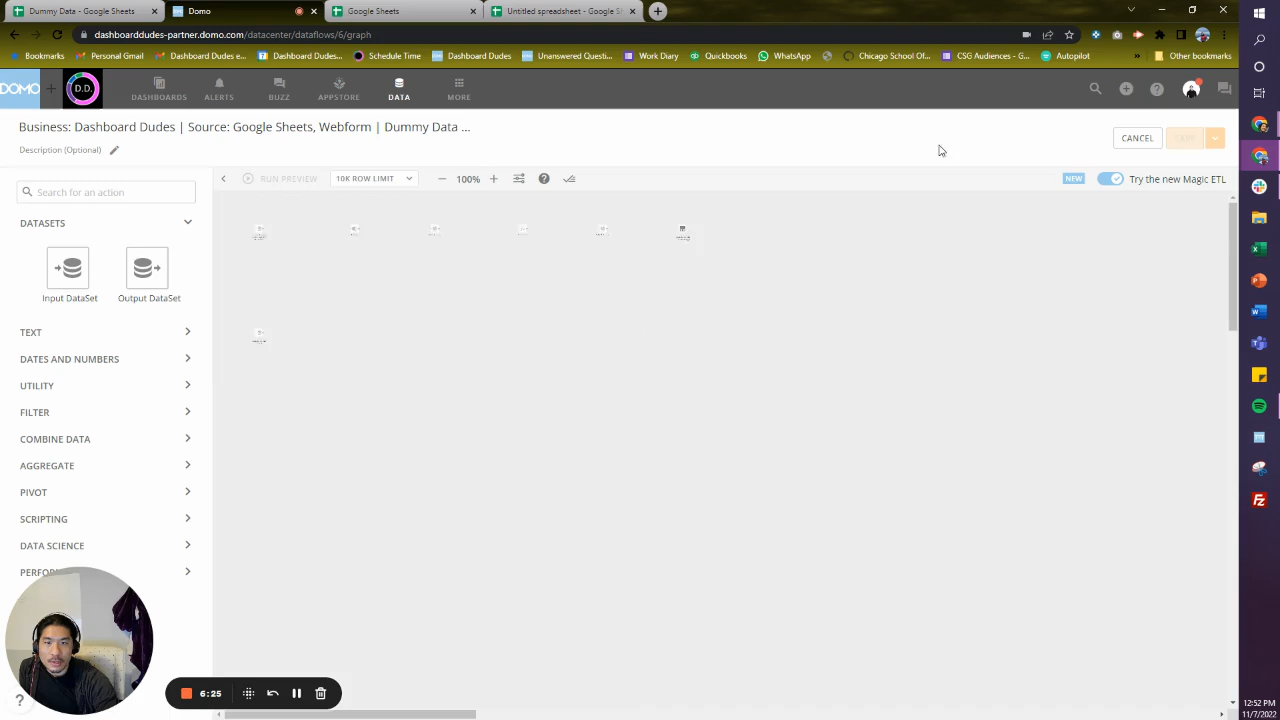 Dummy Data - Google Sheets
Domo
Google Sheets
Untitled spreadsheet - Google Sh
dashboarddudes-partner.domo.com/datacenter/dataflows/6/graph
Bookmarks
Personal Gmail
Dashboard Dudes e...
Dashboard Dudes...
Session Time
Dashboard Dudes
Unanswered Questio...
Work Diary
WhatsApp
Chicago School Of...
CSG Audiences - G...
Autopilot
»
Other bookmarks
DOMO
D.D.
DASHBOARDS
ALERTS
BUZZ
APPSTORE
DATA
MORE
Business: Dashboard Dudes | Source: Google Sheets, Webform | Dummy Data ...
Description (Optional)
CANCEL
SAVE
Search for an action
RUN PREVIEW
10K ROW LIMIT
100%
NEW
Try the new Magic ETL
DATASETS
Input DataSet
Output DataSet
TEXT
DATES AND NUMBERS
UTILITY
FILTER
COMBINE DATA
AGGREGATE
PIVOT
SCRIPTING
DATA SCIENCE
PERFO
6:25
12:52 PM
11/7/2022